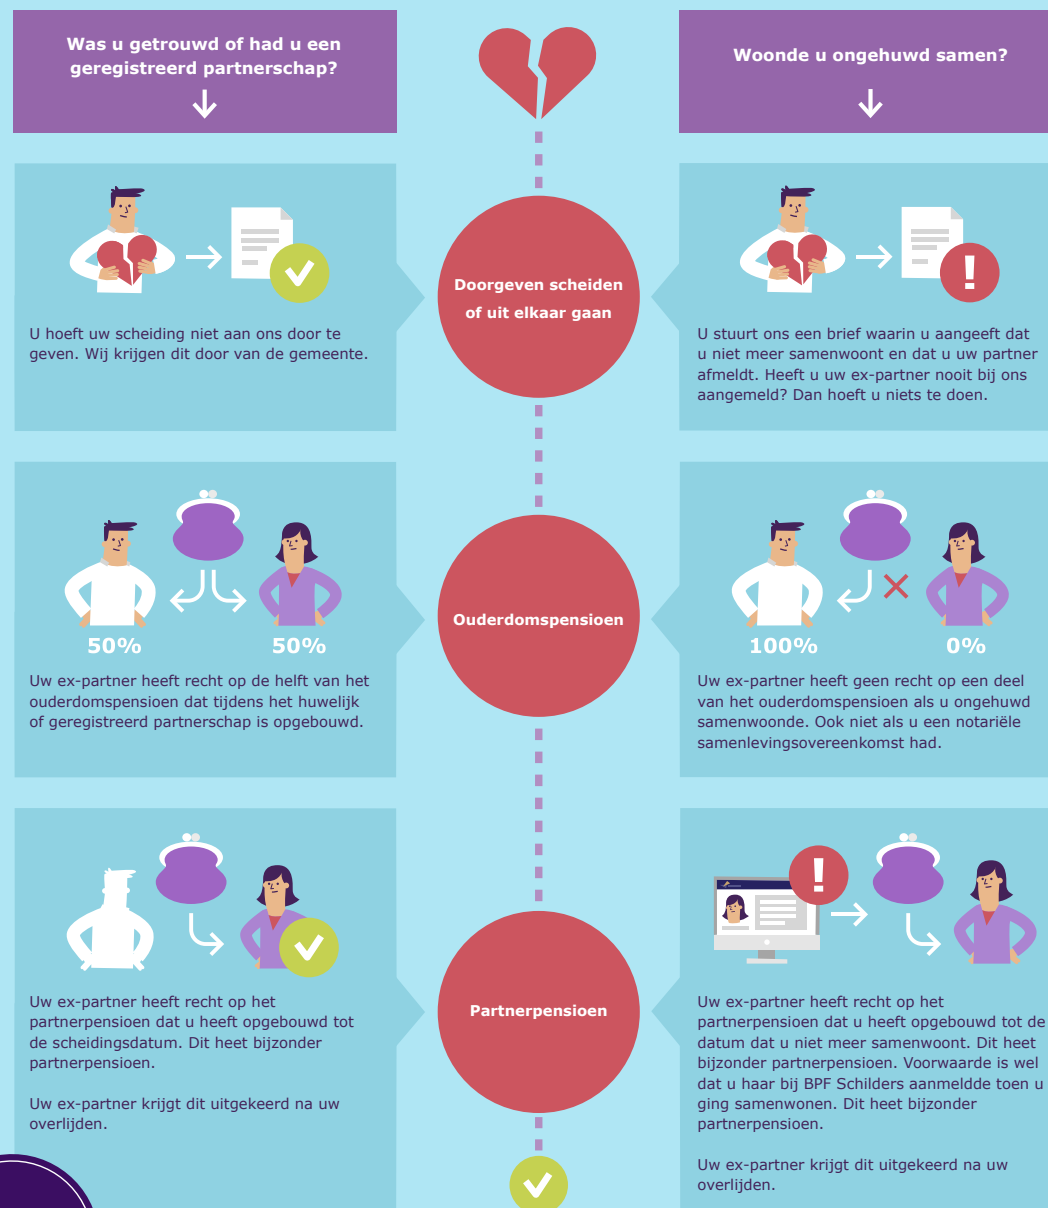 Was u getrouwd of had u een
geregistreerd partnerschap?
Woonde u ongehuwd samen?
Doorgeven scheiden
of uit elkaar gaan
U hoeft uw scheiding niet aan ons door te
geven. Wij krijgen dit door van de gemeente.
U stuurt ons een brief waarin u aangeeft dat
u niet meer samenwoont en dat u uw partner
afmeldt. Heeft u uw ex-partner nooit bij ons
aangemeld? Dan hoeft u niets te doen.
Ouderdomspensioen
50%
50%
Uw ex-partner heeft recht op de helft van het
ouderdomspensioen dat tijdens het huwelijk
of geregistreerd partnerschap is opgebouwd.
100%
0%
Uw ex-partner heeft geen recht op een deel
van het ouderdomspensioen als u ongehuwd
samenwoonde. Ook niet als u een notariële
samenlevingsovereenkomst had.
Partnerpensioen
Uw ex-partner heeft recht op het
partnerpensioen dat u heeft opgebouwd tot
de scheidingsdatum. Dit heet bijzonder
partnerpensioen.
Uw ex-partner krijgt dit uitgekeerd na uw
overlijden.
Uw ex-partner heeft recht op het
partnerpensioen dat u heeft opgebouwd tot de
datum dat u niet meer samenwoont. Dit heet
bijzonder partnerpensioen. Voorwaarde is wel
dat u haar bij BPF Schilders aanmeldde toen u
ging samenwonen. Dit heet bijzonder
partnerpensioen.
Uw ex-partner krijgt dit uitgekeerd na uw
overlijden.